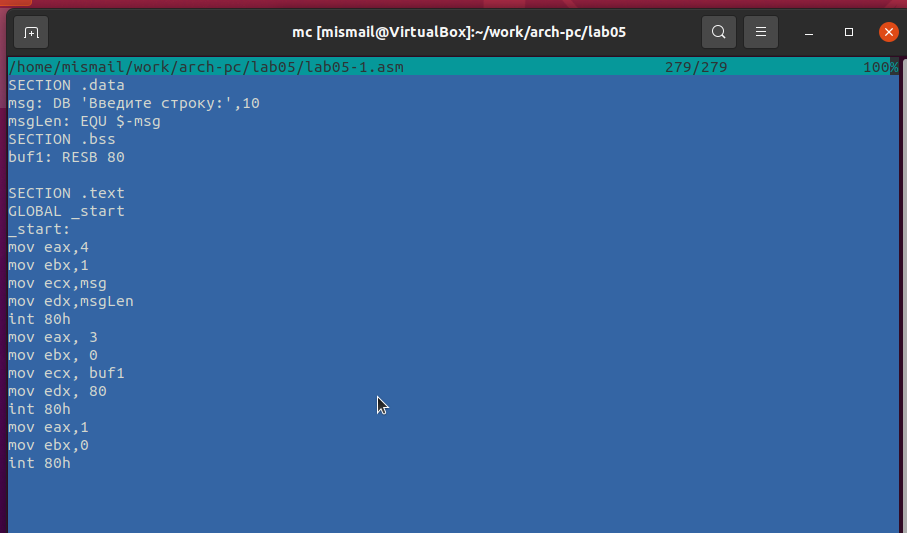 mc [mismail@VirtualBox]:~/work/arch-pc/lab05
/home/mismail/work/arch-pc/lab05/lab05-1.asm 279/279 100%
SECTION .data
msg: DB 'Введите строку:',10
msgLen: EQU $-msg
SECTION .bss
buf1: RESB 80
SECTION .text
GLOBAL _start
_start:
mov eax,4
mov ebx,1
mov ecx,msg
mov edx,msgLen
int 80h
mov eax, 3
mov ebx, 0
mov ecx, buf1
mov edx, 80
int 80h
mov eax,1
mov ebx,0
int 80h